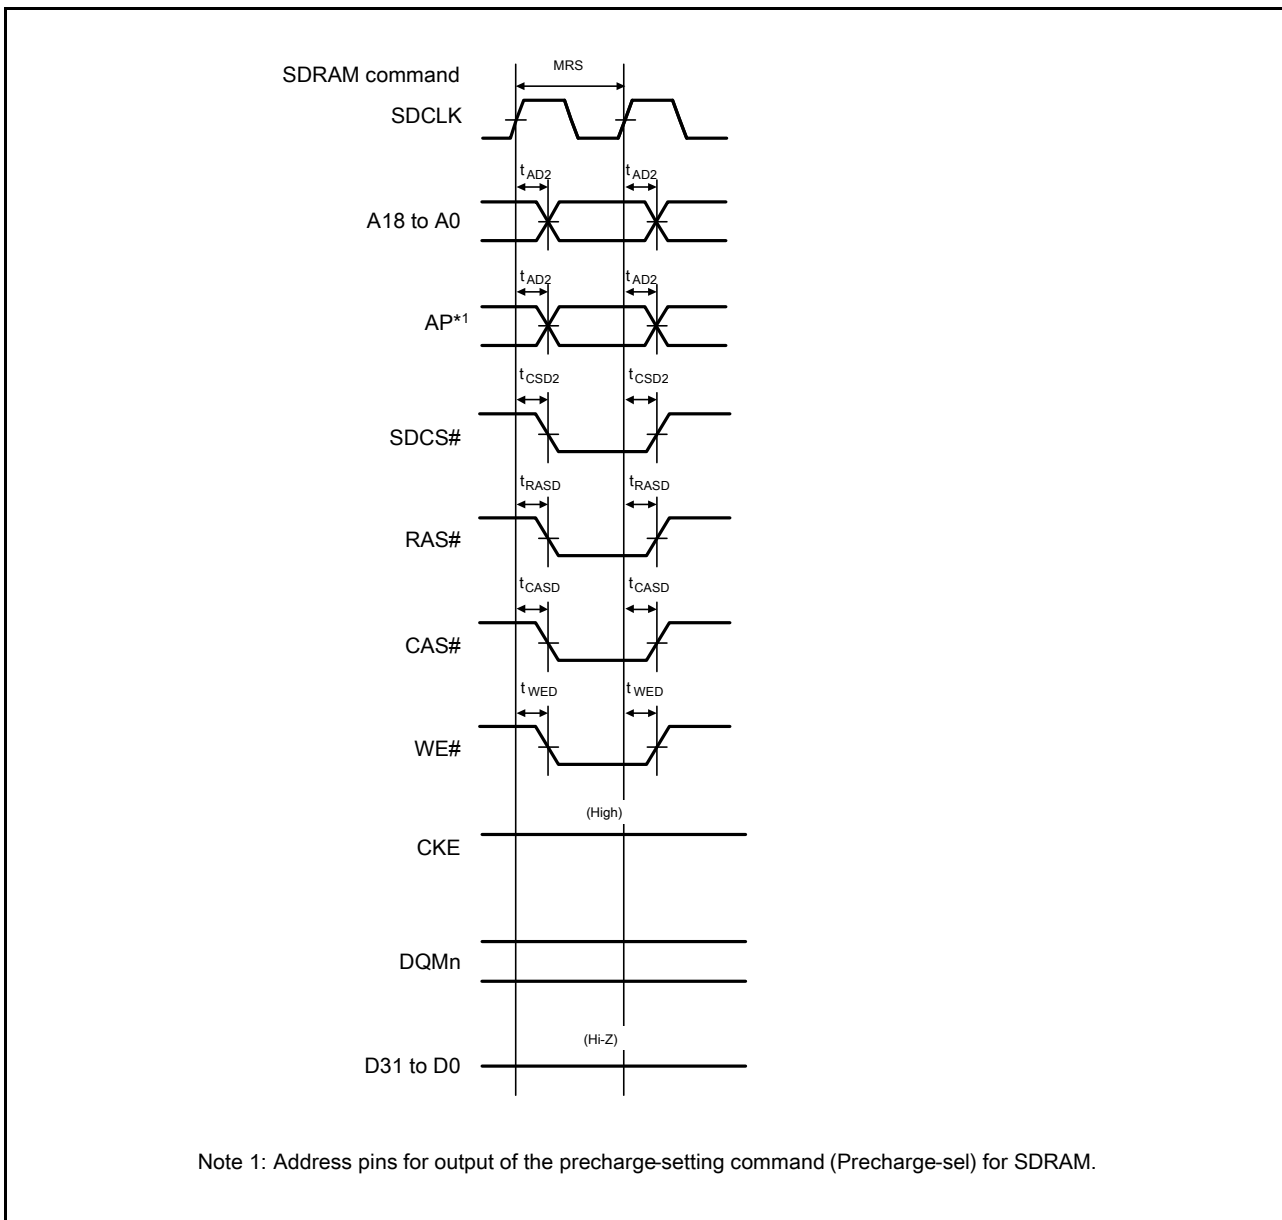 SDRAM command
MRS
SDCLK
tAD2 tAD2
A18 to A0
tAD2 tAD2
AP*1
tCSD2 tCSD2
SDCS#
tRASD tRASD
RAS#
tCASD tCASD
CAS#
tWED tWED
WE#
(High)
CKE
DQMn
(Hi-Z)
D31 to D0
Note 1: Address pins for output of the precharge-setting command (Precharge-sel) for SDRAM.